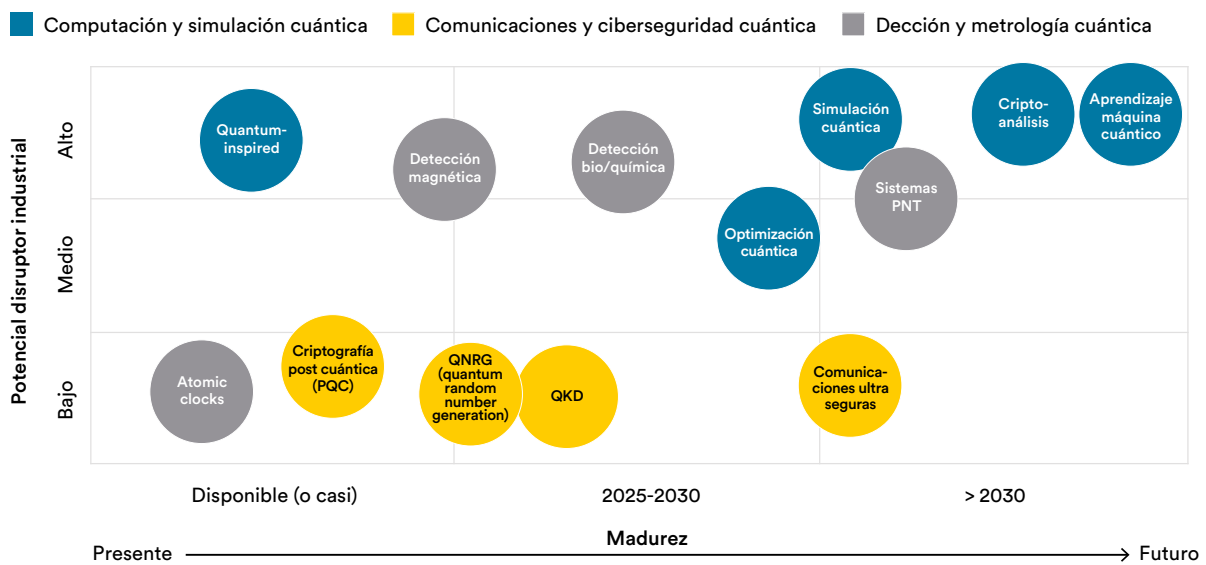 Computación y simulación cuántica
Comunicaciones y ciberseguridad cuántica
Dección y metrología cuántica
Potencial disruptor industrial
Alto
Medio
Bajo
Quantum-
inspired
Detección
magnética
Detección
bio/química
Simulación
cuántica
Cripto-
análisis
Aprendizaje
máquina
cuántico
Sistemas
PNT
Optimización
cuántica
Atomic
clocks
Criptografía
post cuántica
(PQC)
QNRG
(quantum
random
number
generation)
QKD
Comunica-
ciones ultra
seguras
Disponible (o casi)
2025-2030
> 2030
Madurez
Presente
Futuro